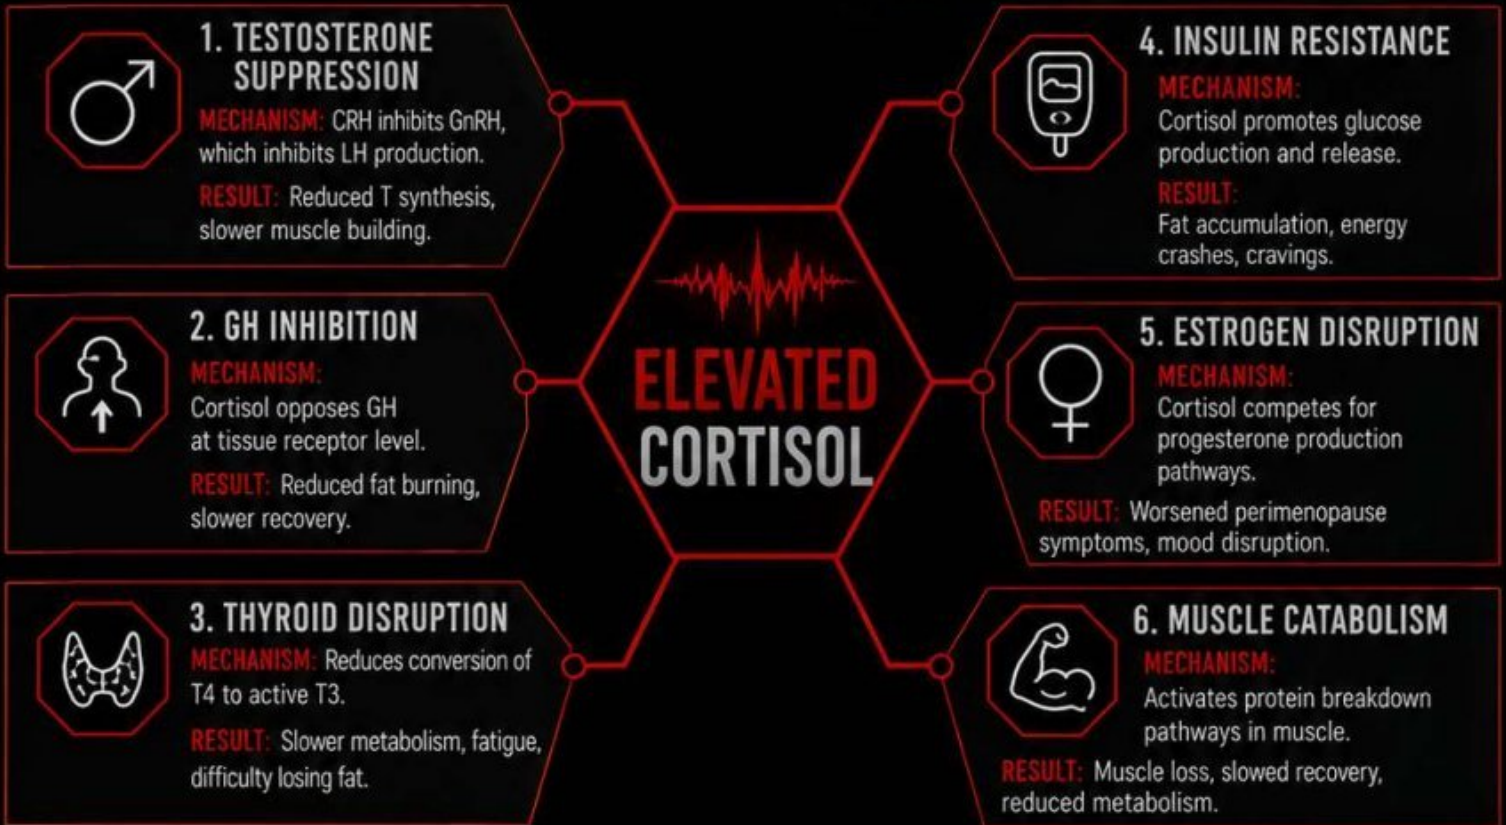 1. TESTOSTERONE
SUPPRESSION
MECHANISM: CRH inhibits GnRH,
which inhibits LH production.
RESULT: Reduced T synthesis,
slower muscle building.
2. GH INHIBITION
MECHANISM:
Cortisol opposes GH
at tissue receptor level.
RESULT: Reduced fat burning,
slower recovery.
3. THYROID DISRUPTION
MECHANISM: Reduces conversion of
T4 to active T3.
RESULT: Slower metabolism, fatigue,
difficulty losing fat.
ELEVATED
CORTISOL
4. INSULIN RESISTANCE
MECHANISM:
Cortisol promotes glucose
production and release.
RESULT:
Fat accumulation, energy
crashes, cravings.
5. ESTROGEN DISRUPTION
MECHANISM:
Cortisol competes for
progesterone production
pathways.
RESULT: Worsened perimenopause
symptoms, mood disruption.
6. MUSCLE CATABOLISM
MECHANISM:
Activates protein breakdown
pathways in muscle.
RESULT: Muscle loss, slowed recovery,
reduced metabolism.